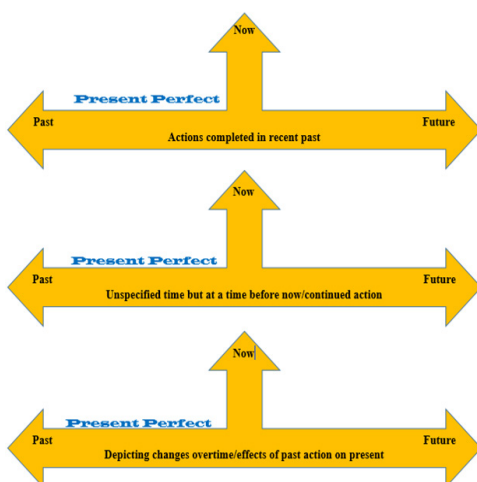 Now
Present Perfect
Past Future
Actions completed in recent past
Now
Present Perfect
Past Future
Unspecified time but at a time before now/continued action
Now
Present Perfect
Past Future
Depicting changes overtime/effects of past action on present